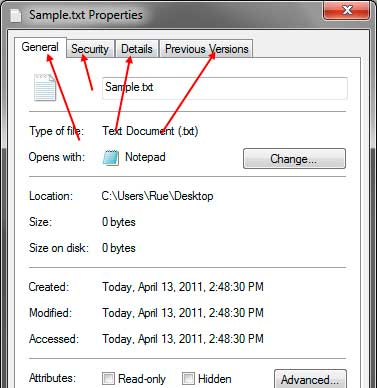 Sample.txt Properties
General Security Details Previous Versions
Sample.txt
Type of file: Text Document (.txt)
Opens with: Notepad Change...
Location: C:\Users\Rue\Desktop
Size: 0 bytes
Size on disk: 0 bytes
Created: Today, April 13, 2011, 2:48:30 PM
Modified: Today, April 13, 2011, 2:48:30 PM
Accessed: Today, April 13, 2011, 2:48:30 PM
Attributes: Read-only Hidden Advanced...